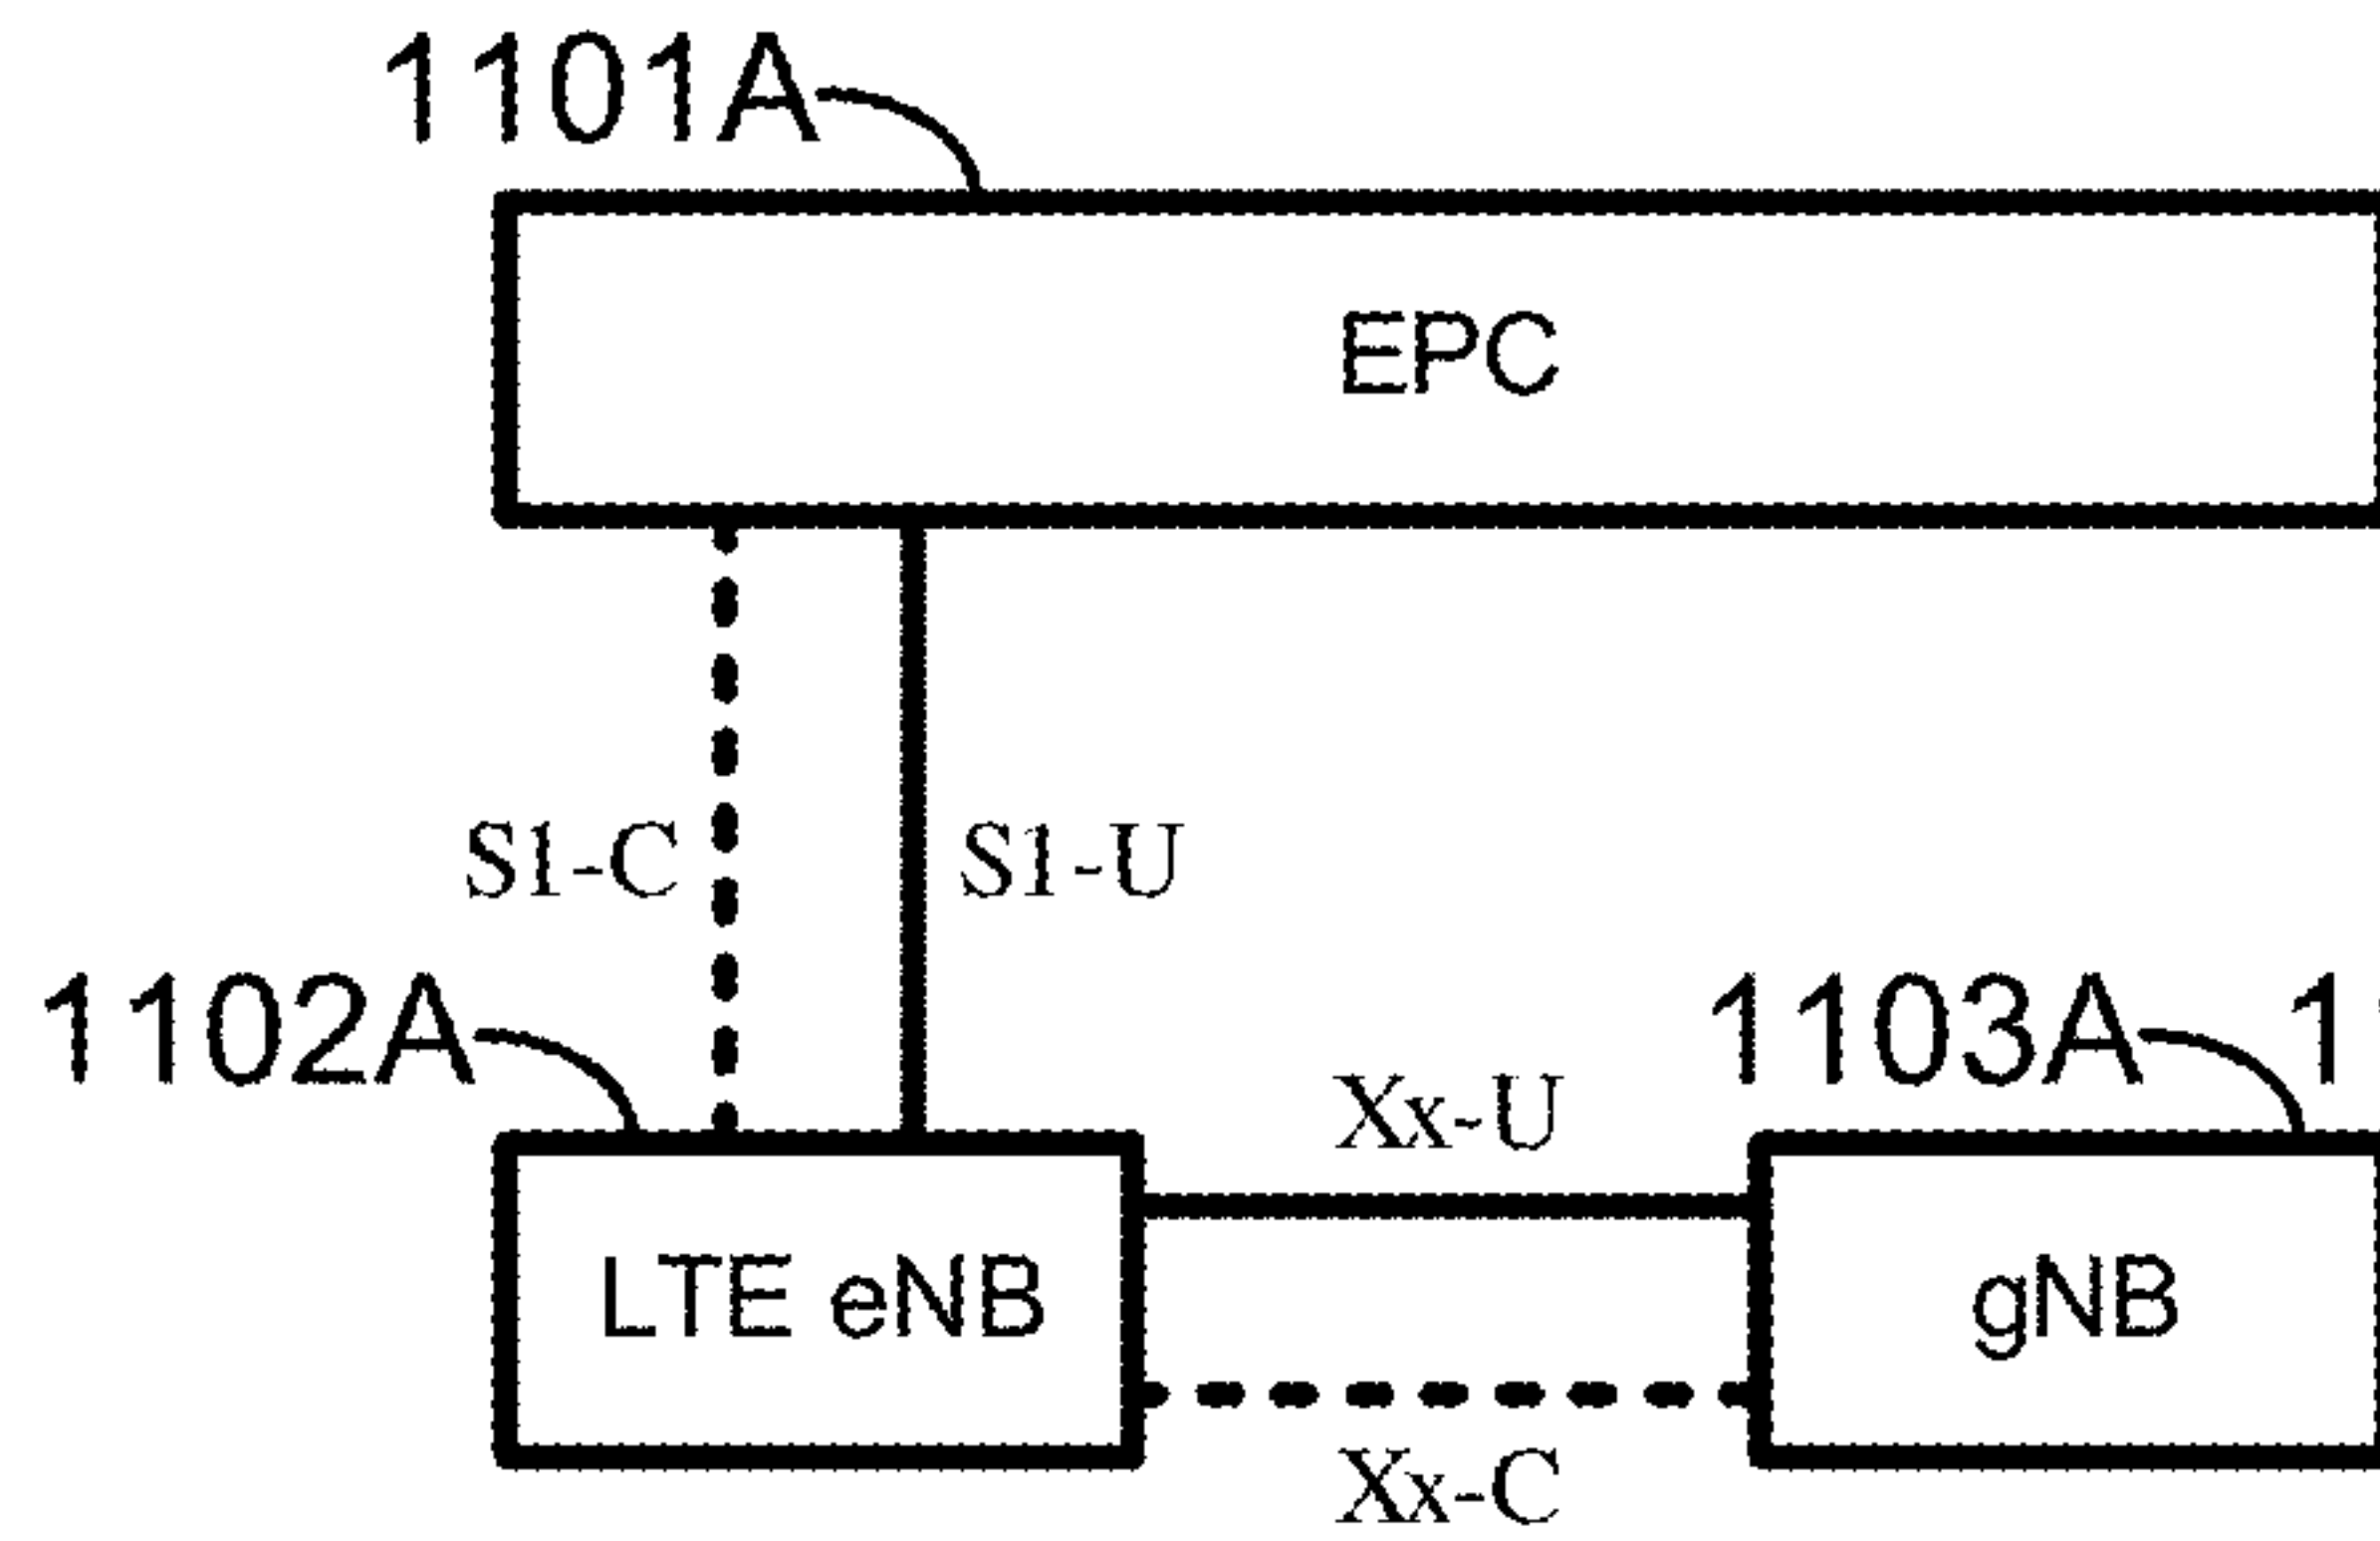 1101A
EPC
S1-C S1-U
1102A 1103A
Xx-U
LTE eNB gNB
Xx-C